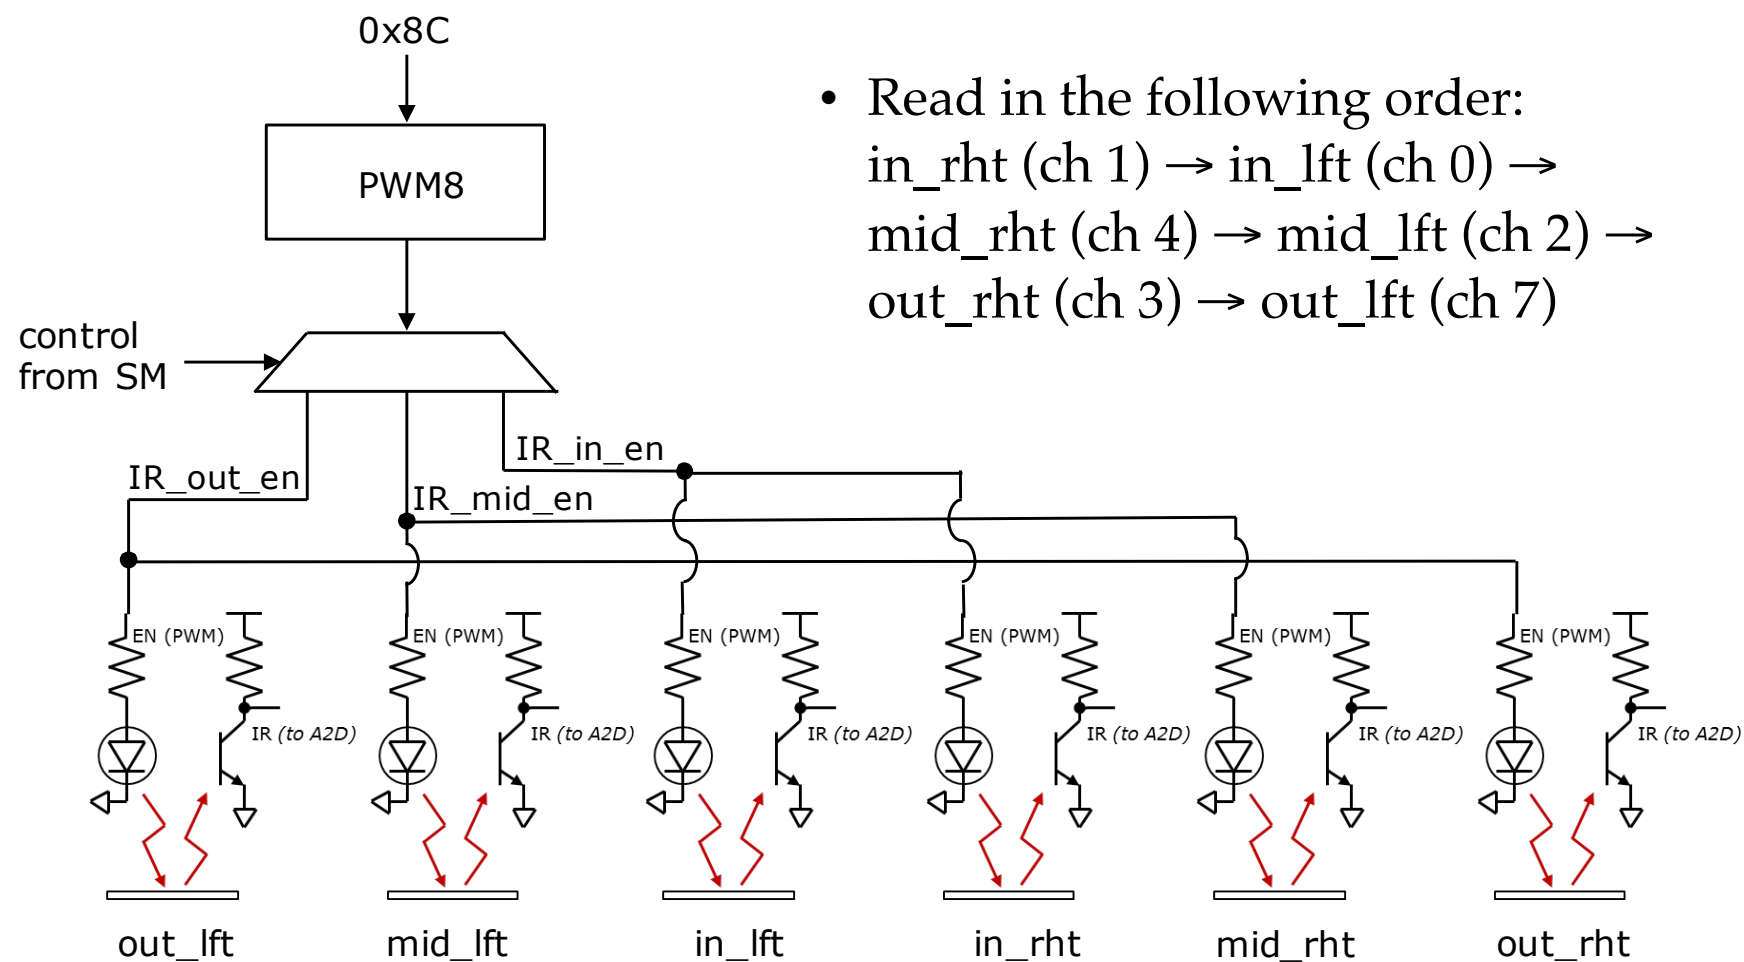 0x8C
PWM8
control
from SM
• Read in the following order:
in_rht (ch 1) → in_lft (ch 0) →
mid_rht (ch 4) → mid_lft (ch 2) →
out_rht (ch 3) → out_lft (ch 7)
IR_in_en
IR_out_en
IR_mid_en
EN (PWM)
EN (PWM)
EN (PWM)
EN (PWM)
EN (PWM)
EN (PWM)
IR (to A2D)
IR (to A2D)
IR (to A2D)
IR (to A2D)
IR (to A2D)
IR (to A2D)
out_lft
mid_lft
in_lft
in_rht
mid_rht
out_rht